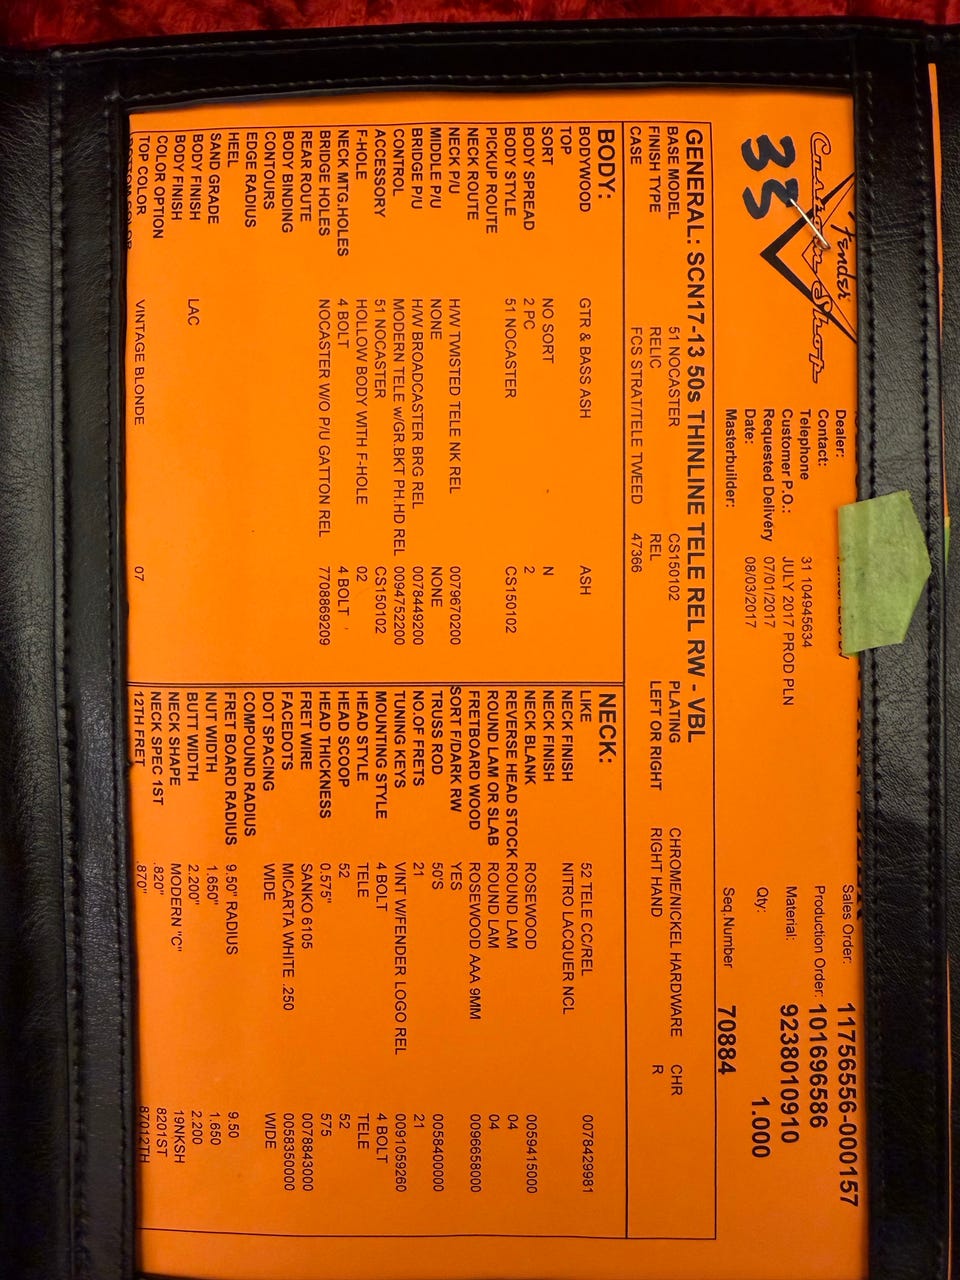 Fender
Custom Shop
35
Dealer:
Contact:
Telephone 31 104945634
Customer P.O.: JULY 2017 PROD PLN
Requested Delivery 07/01/2017
Date: 08/03/2017
Masterbuilder:
Sales Order: 11756556-000157
Production Order: 101696586
Material: 9238010910
Qty: 1.000
Seq.Number 70884
GENERAL: SCN17-13 50s THINLINE TELE REL RW - VBL
BASE MODEL 51 NOCASTER CS150102 PLATING CHROME/NICKEL HARDWARE CHR
FINISH TYPE RELIC REL LEFT OR RIGHT RIGHT HAND R
CASE FCS STRAT/TELE TWEED 47366
BODY:
BODYWOOD GTR & BASS ASH ASH
TOP
SORT NO SORT N
BODY SPREAD 2 PC 2
BODY STYLE 51 NOCASTER CS150102
PICKUP ROUTE
NECK ROUTE
NECK P/U H/W TWISTED TELE NK REL 0079670200
MIDDLE P/U NONE NONE
BRIDGE P/U H/W BROADCASTER BRG REL 0078449200
CONTROL MODERN TELE w/GR.BKT PH.HD REL 0094752200
ACCESSORY 51 NOCASTER CS150102
F-HOLE HOLLOW BODY WITH F-HOLE 02
NECK MTG.HOLES 4 BOLT 4 BOLT
BRIDGE HOLES NOCASTER W/O P/U GATTON REL 7708869209
REAR ROUTE
BODY BINDING
CONTOURS
EDGE RADIUS
HEEL
SAND GRADE
BODY FINISH LAC
BODY FINISH
COLOR OPTION
TOP COLOR VINTAGE BLONDE 07
BOTTOM COLOR
NECK:
LIKE 52 TELE CC/REL 0078429981
NECK FINISH NITRO LACQUER NCL
NECK FINISH
NECK BLANK ROSEWOOD 0059415000
REVERSE HEAD STOCK ROUND LAM 04
ROUND LAM OR SLAB ROUND LAM 04
FRETBOARD WOOD ROSEWOOD AAA 9MM 0096658000
SORT F/DARK RW YES
TRUSS ROD 50'S 0059400000
NO.OF FRETS 21 21
TUNING KEYS VINT W/FENDER LOGO REL 0091059260
MOUNTING STYLE 4 BOLT 4 BOLT
HEAD STYLE TELE TELE
HEAD SCOOP 52 52
HEAD THICKNESS 0.575" 575
FRET WIRE SANKO 6105 0078843000
FACEDOTS MICARTA WHITE .250 0058350000
DOT SPACING WIDE WIDE
COMPOUND RADIUS
FRET BOARD RADIUS 9.50" RADIUS 9.50
NUT WIDTH 1.650" 1.650
BUTT WIDTH 2.200" 2.200
NECK SHAPE MODERN "C" 19NKSH
NECK SPEC 1ST .820" 8201ST
12TH FRET .870" 87012TH